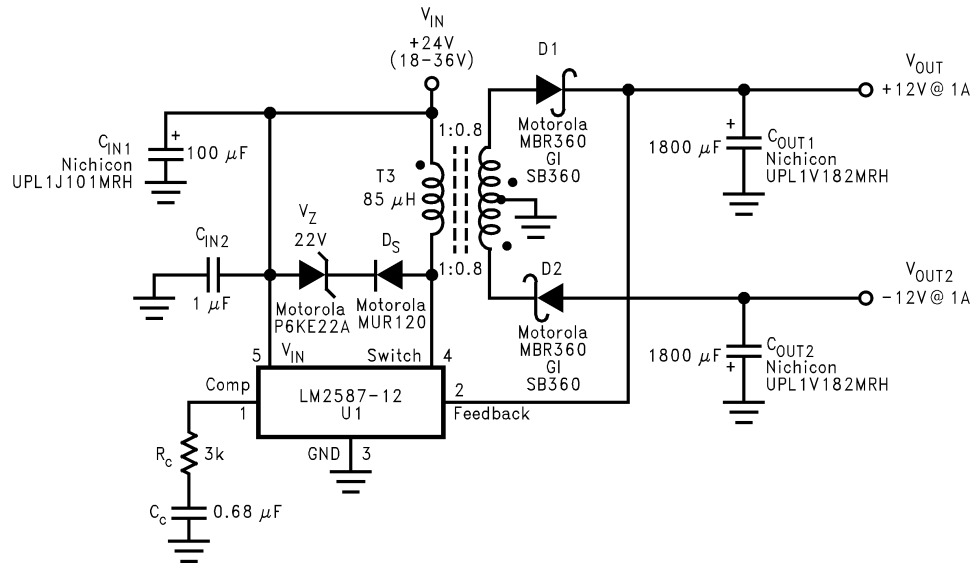 V_IN
+24V
(18-36V)
D1
V_OUT
+12V@ 1A
C_IN1
Nichicon
UPL1J101MRH
+
100 μF
1:0.8
T3
85 μH
Motorola
MBR360
GI
SB360
+
1800 μF
C_OUT1
Nichicon
UPL1V182MRH
C_IN2
1 μF
V_Z
22V
D_S
Motorola
P6KE22A
Motorola
MUR120
1:0.8
D2
Motorola
MBR360
GI
SB360
V_OUT2
-12V@ 1A
1800 μF
+
C_OUT2
Nichicon
UPL1V182MRH
5
V_IN
Switch
4
Comp
1
LM2587-12
U1
2
Feedback
GND
3
R_c
3k
C_c
0.68 μF